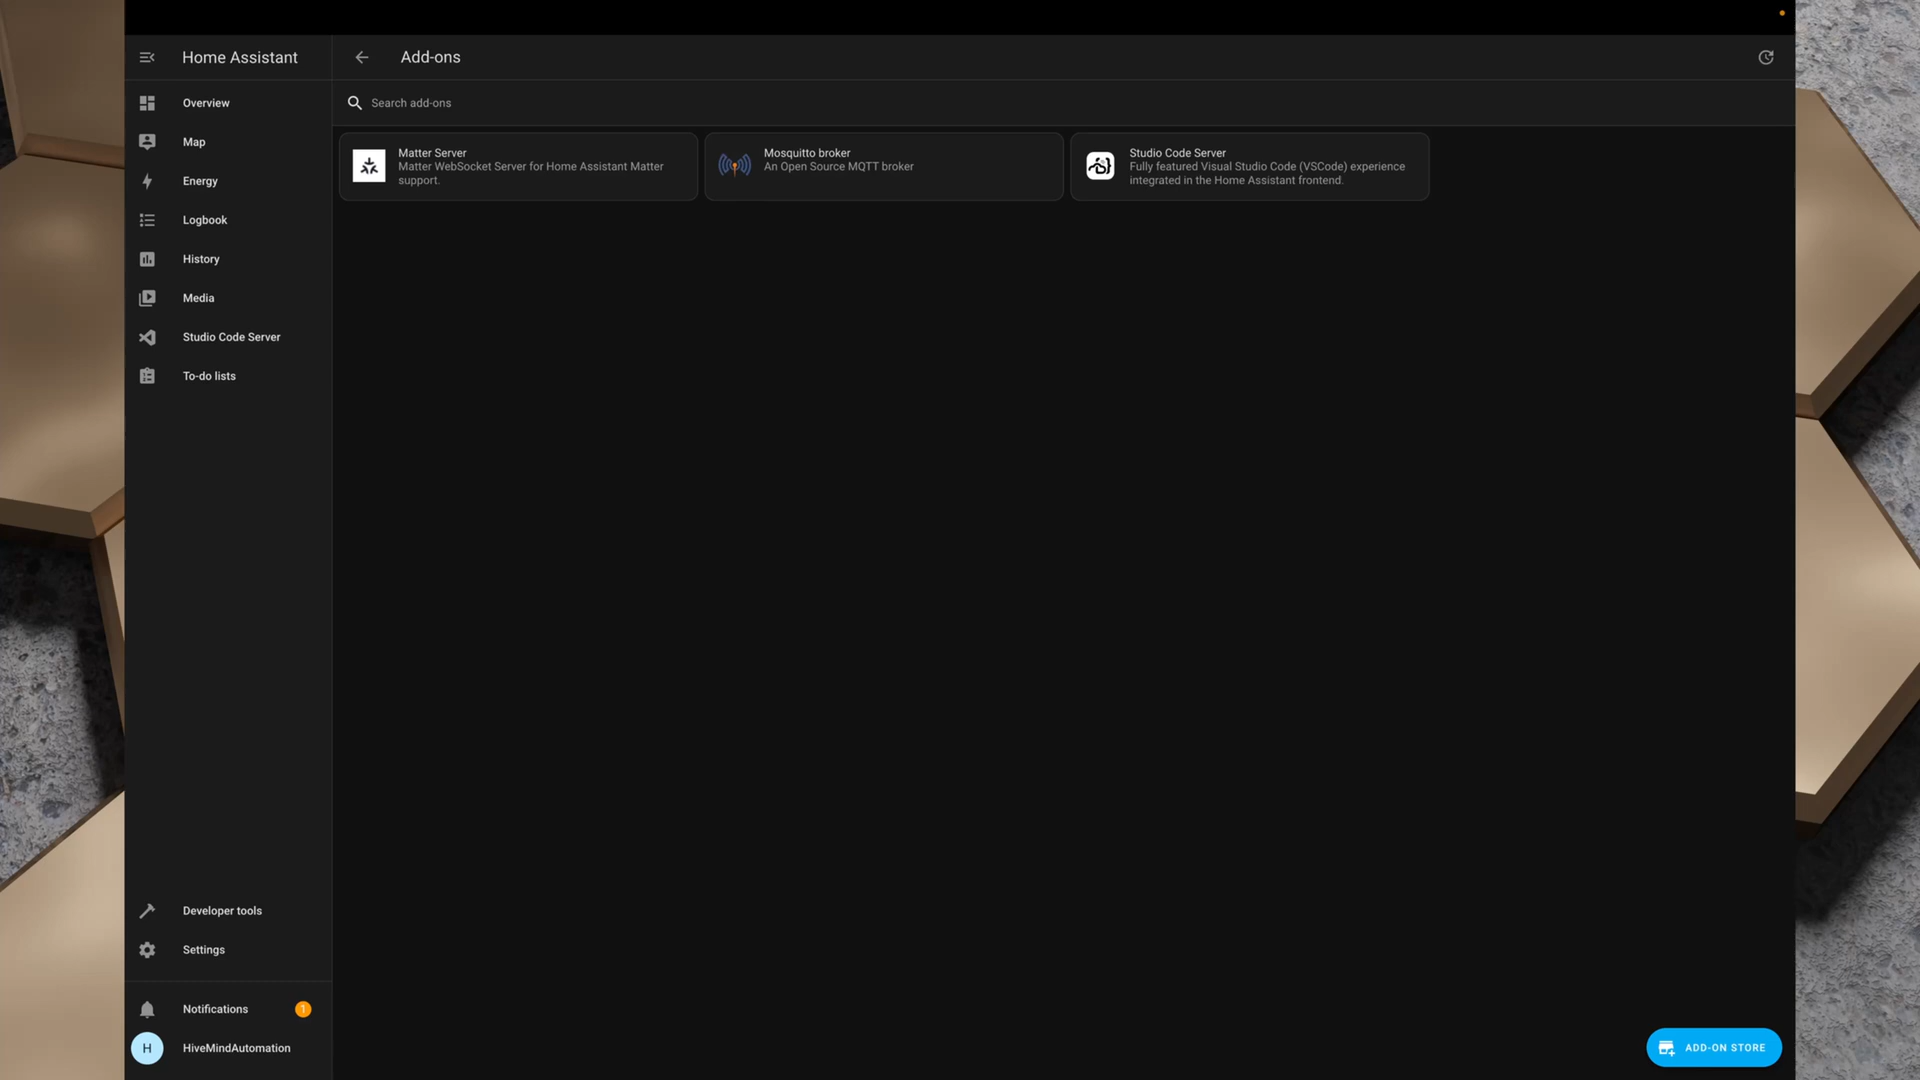 Home Assistant
Add-ons
Overview
Map
Energy
Logbook
History
Media
Studio Code Server
To-do lists
Search add-ons
Matter Server
Matter WebSocket Server for Home Assistant Matter
support.
Mosquitto broker
An Open Source MQTT broker
Studio Code Server
Fully featured Visual Studio Code (VSCode) experience
integrated in the Home Assistant frontend.
Developer tools
Settings
Notifications
1
H
HiveMindAutomation
ADD-ON STORE